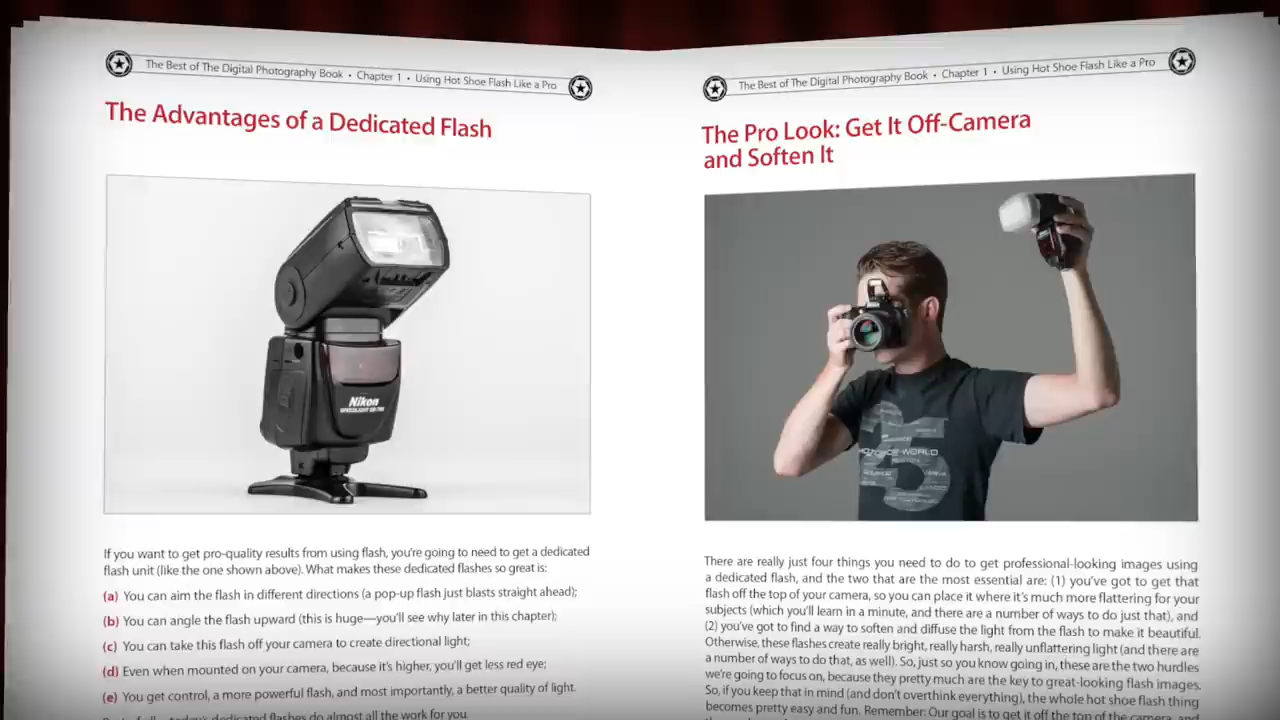 The Best of The Digital Photography Book • Chapter 1 • Using Hot Shoe Flash Like a Pro
The Advantages of a Dedicated Flash
Nikon
SPEEDLIGHT SB-700
If you want to get pro-quality results from using flash, you're going to need to get a dedicated
flash unit (like the one shown above). What makes these dedicated flashes so great is:
(a) You can aim the flash in different directions (a pop-up flash just blasts straight ahead);
(b) You can angle the flash upward (this is huge—you'll see why later in this chapter);
(c) You can take this flash off your camera to create directional light;
(d) Even when mounted on your camera, because it's higher, you'll get less red eye;
(e) You get control, a more powerful flash, and most importantly, a better quality of light.
today's dedicated flashes do almost all the work for you.
The Best of The Digital Photography Book • Chapter 1 • Using Hot Shoe Flash Like a Pro
The Pro Look: Get It Off-Camera
and Soften It
WORLD
25
There are really just four things you need to do to get professional-looking images using
a dedicated flash, and the two that are the most essential are: (1) you've got to get that
flash off the top of your camera, so you can place it where it's much more flattering for your
subjects (which you'll learn in a minute, and there are a number of ways to do just that), and
(2) you've got to find a way to soften and diffuse the light from the flash to make it beautiful.
Otherwise, these flashes create really bright, really harsh, really unflattering light (and there are
a number of ways to do that, as well). So, just so you know going in, these are the two hurdles
we're going to focus on, because they pretty much are the key to great-looking flash images.
So, if you keep that in mind (and don't overthink everything), the whole hot shoe flash thing
becomes pretty easy and fun. Remember: Our goal is to get it off the top of the camera, and